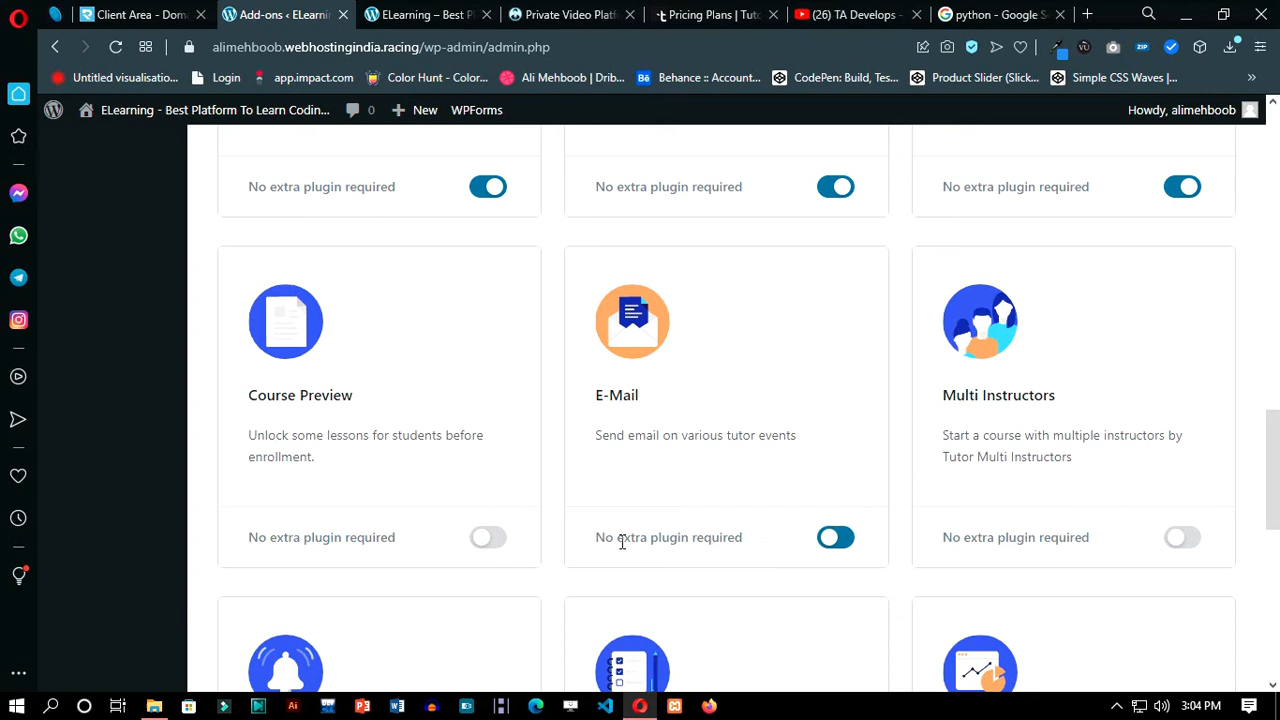 Client Area - Dom
Add-ons ‹ ELearni
ELearning – Best P
Private Video Platf
Pricing Plans | Tuto
(26) TA Develops -
python - Google S
alimehboob.webhostingindia.racing/wp-admin/admin.php
Untitled visualisatio...
Login
app.impact.com
Color Hunt - Color...
Ali Mehboob | Drib...
Behance :: Account...
CodePen: Build, Tes...
Product Slider (Slick...
Simple CSS Waves |...
»
ELearning - Best Platform To Learn Coding...
0
New
WPForms
Howdy, alimehboob
No extra plugin required
No extra plugin required
No extra plugin required
Course Preview
Unlock some lessons for students before
enrollment.
No extra plugin required
E-Mail
Send email on various tutor events
No extra plugin required
Multi Instructors
Start a course with multiple instructors by
Tutor Multi Instructors
No extra plugin required
3:04 PM